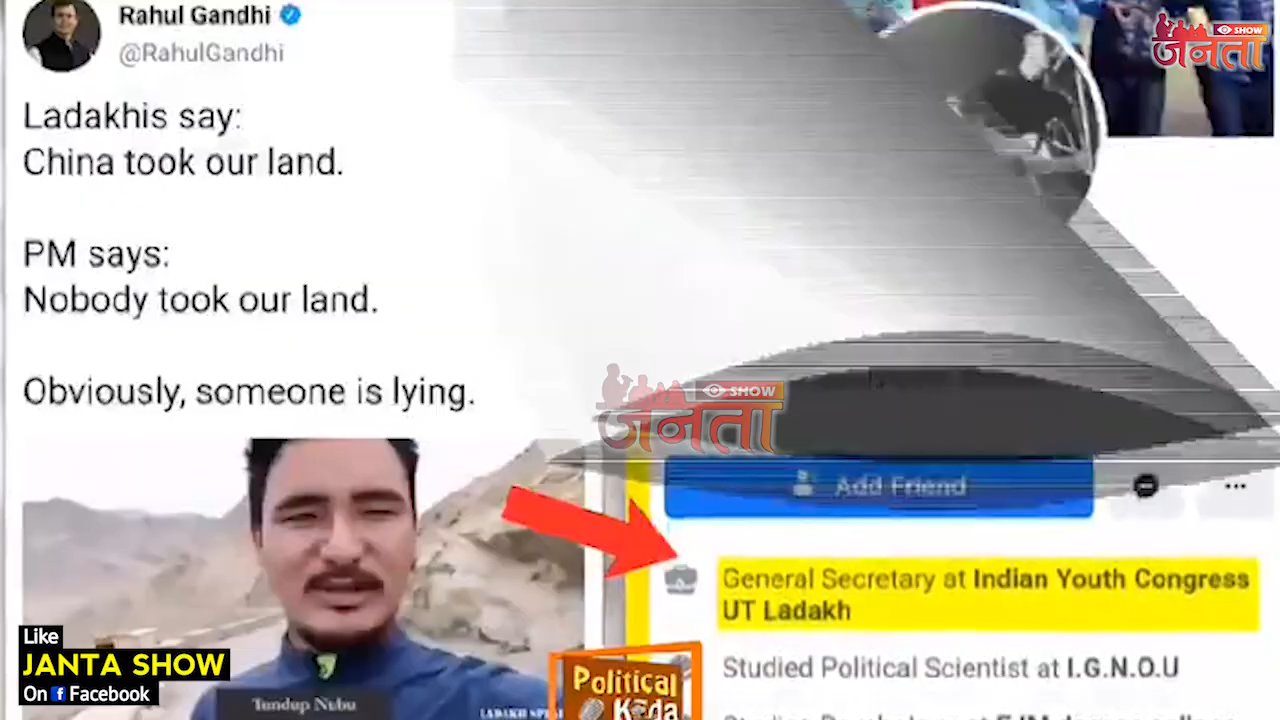 Rahul Gandhi
@RahulGandhi
Ladakhis say:
China took our land.
PM says:
Nobody took our land.
Obviously, someone is lying.
SHOW
जनता
SHOW
जनता
Add Friend
General Secretary at Indian Youth Congress
UT Ladakh
Studied Political Scientist at I.G.N.O.U
Tundup Nubu
Like
JANTA SHOW
On f Facebook
Political